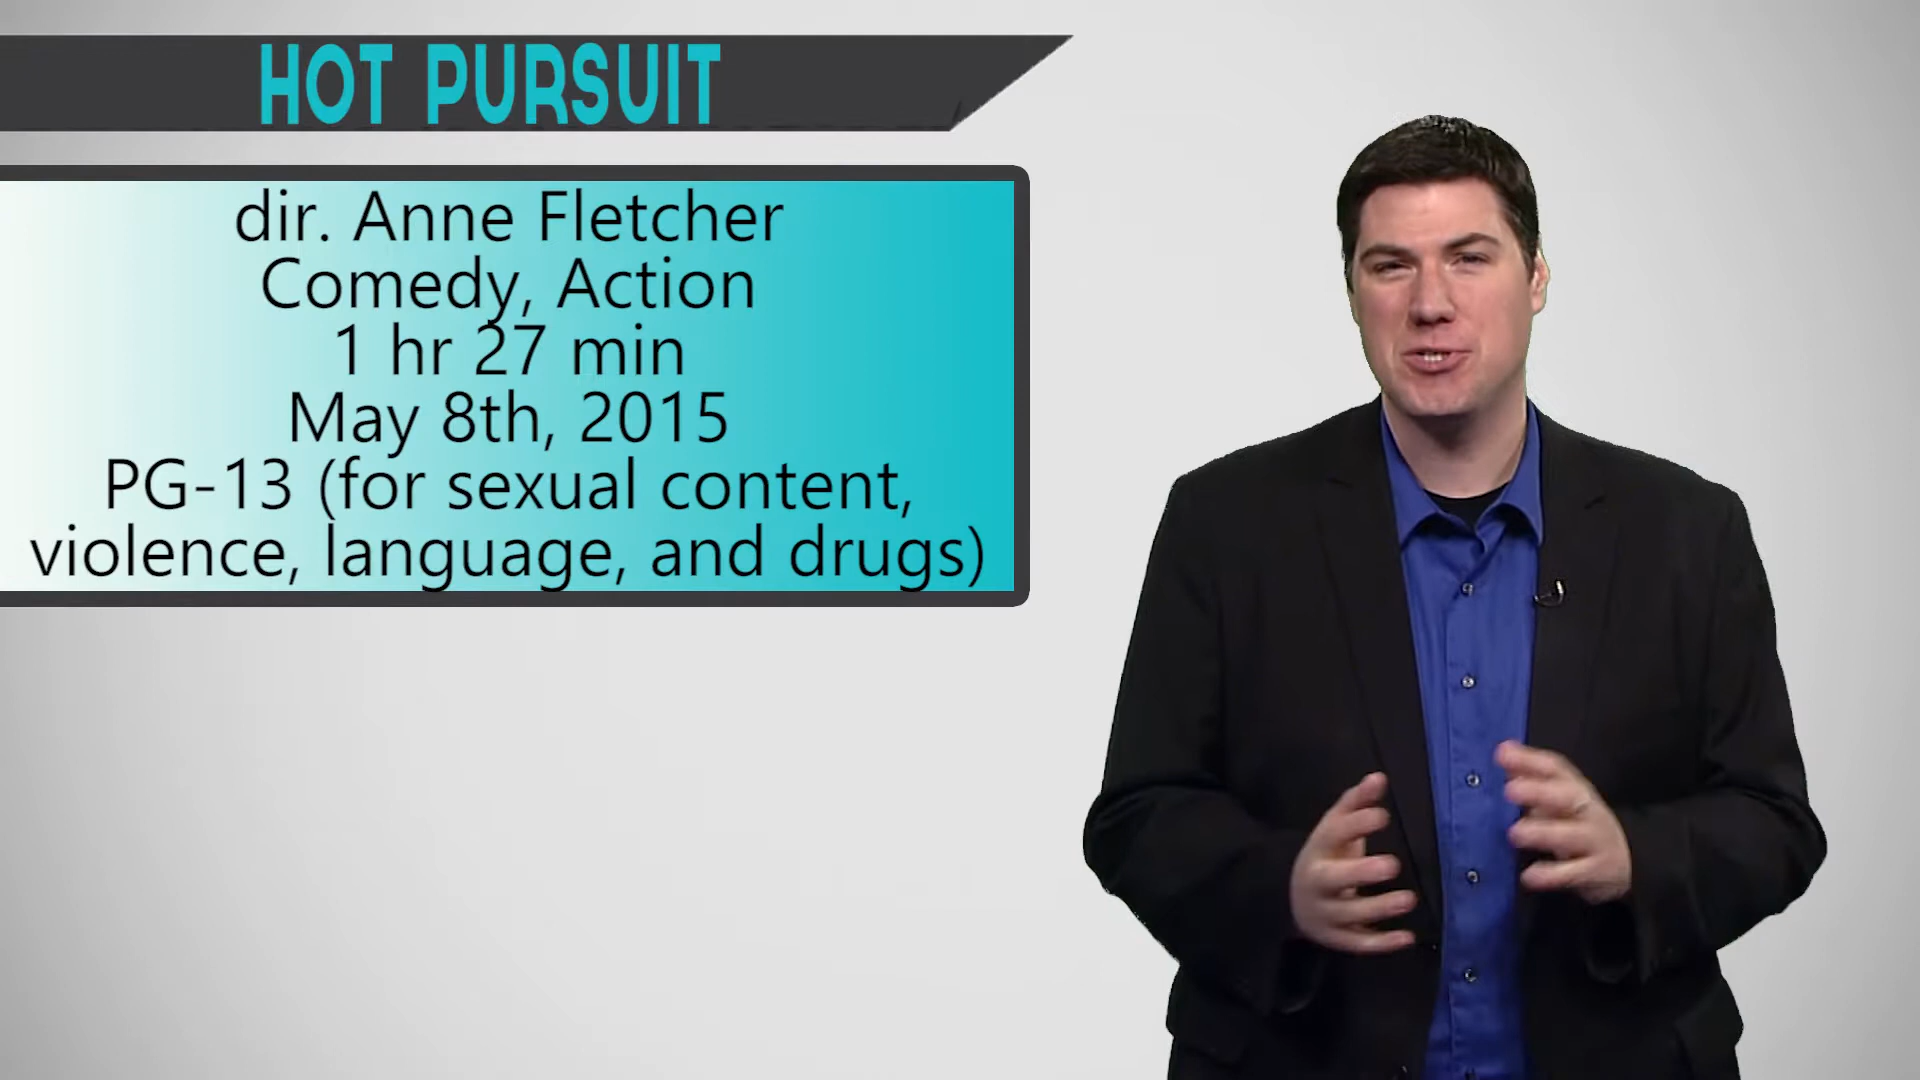 HOT PURSUIT
dir. Anne Fletcher
Comedy, Action
1 hr 27 min
May 8th, 2015
PG-13 (for sexual content,
violence, language, and drugs)